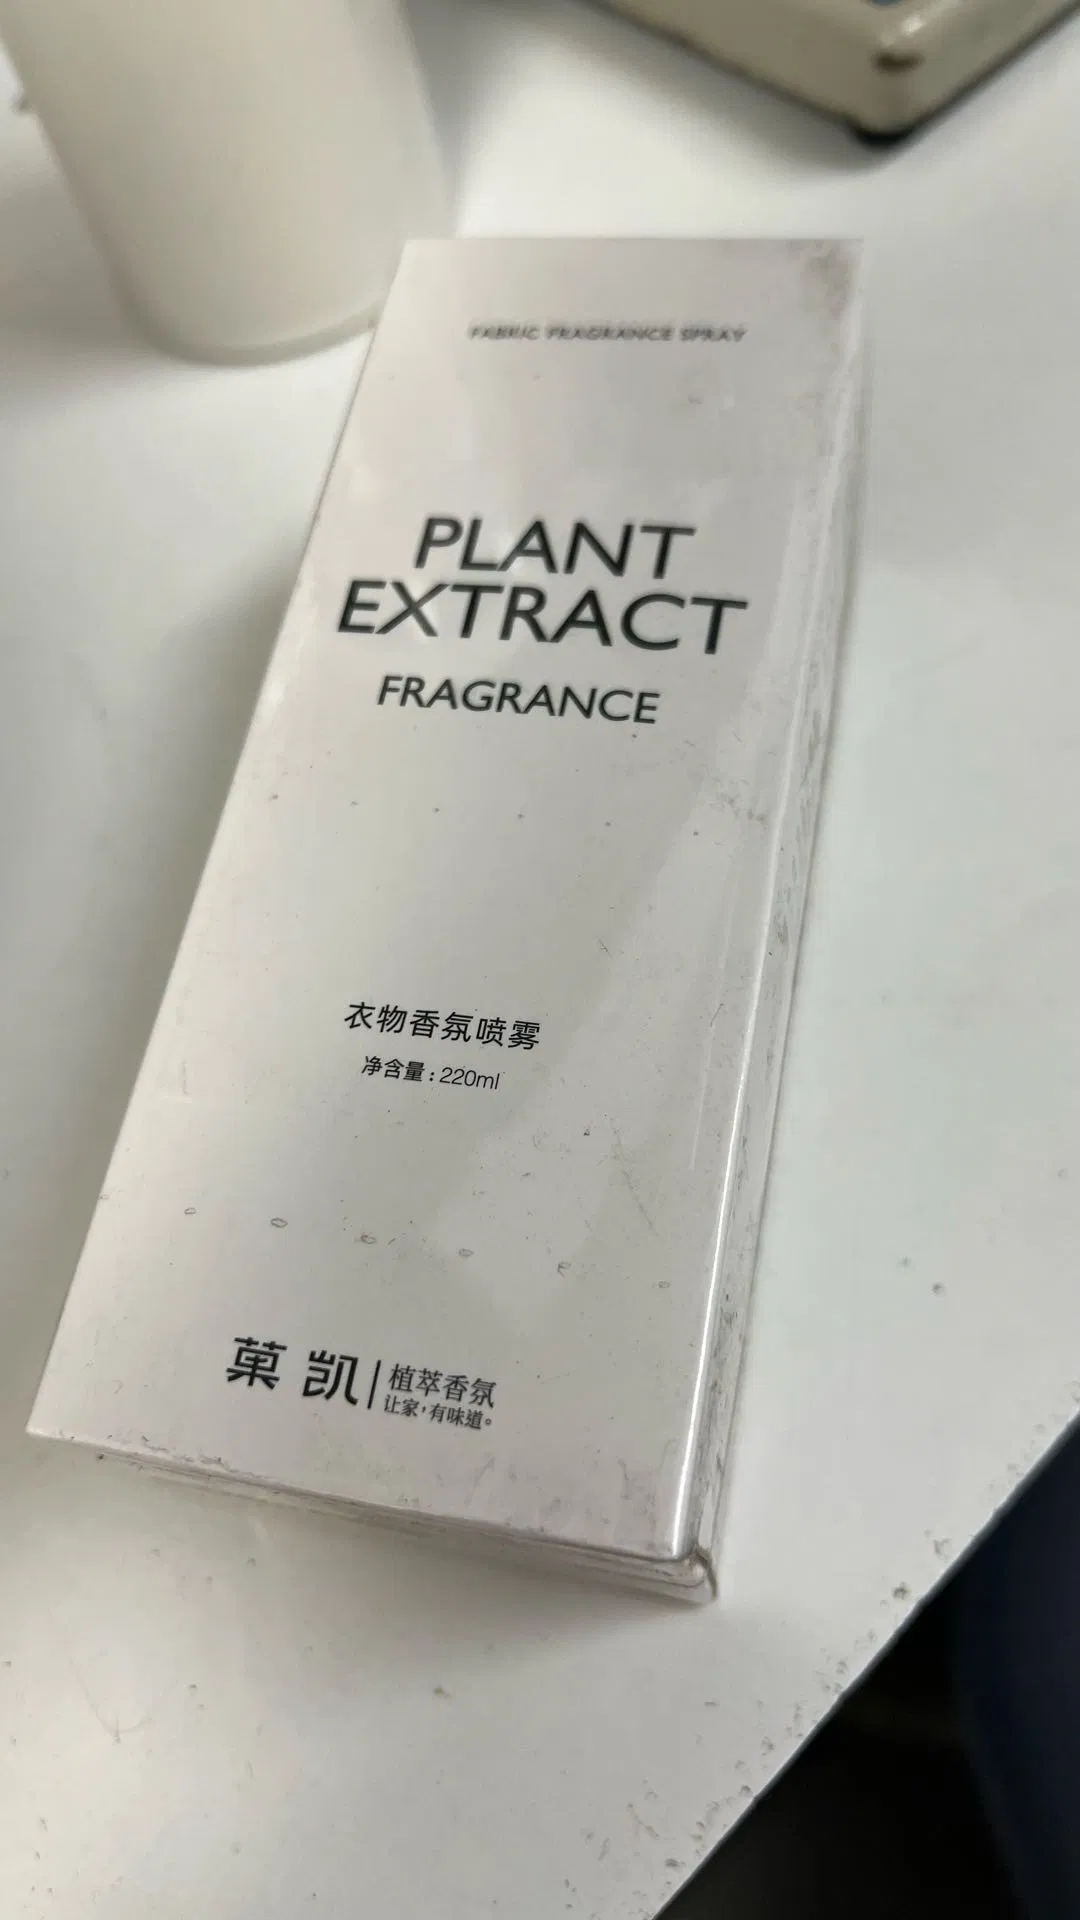 FABRIC FRAGRANCE SPRAY
PLANT
EXTRACT
FRAGRANCE
衣物香氛喷雾
净含量：220ml
菓凯|植萃香氛
让家，有味道。